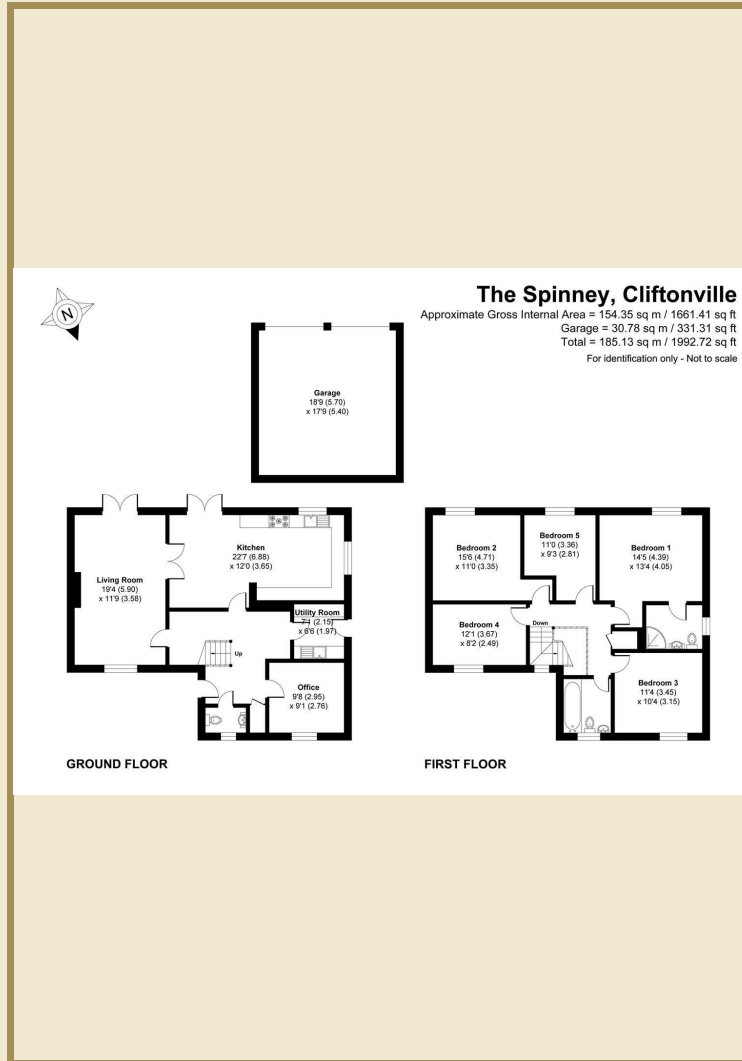 N
The Spinney, Cliftonville
Approximate Gross Internal Area = 154.35 sq m / 1661.41 sq ft
Garage = 30.78 sq m / 331.31 sq ft
Total = 185.13 sq m / 1992.72 sq ft
For identification only - Not to scale
Garage
18'9 (5.70)
x 17'9 (5.40)
Living Room
19'4 (5.90)
x 11'9 (3.58)
Kitchen
22'7 (6.88)
x 12'0 (3.65)
Utility Room
7'1 (2.15)
x 6'6 (1.97)
Up
Office
9'8 (2.95)
x 9'1 (2.76)
GROUND FLOOR
Bedroom 2
15'6 (4.71)
x 11'0 (3.35)
Bedroom 5
11'0 (3.36)
x 9'3 (2.81)
Bedroom 1
14'5 (4.39)
x 13'4 (4.05)
Bedroom 4
12'1 (3.67)
x 8'2 (2.49)
Down
Bedroom 3
11'4 (3.45)
x 10'4 (3.15)
FIRST FLOOR